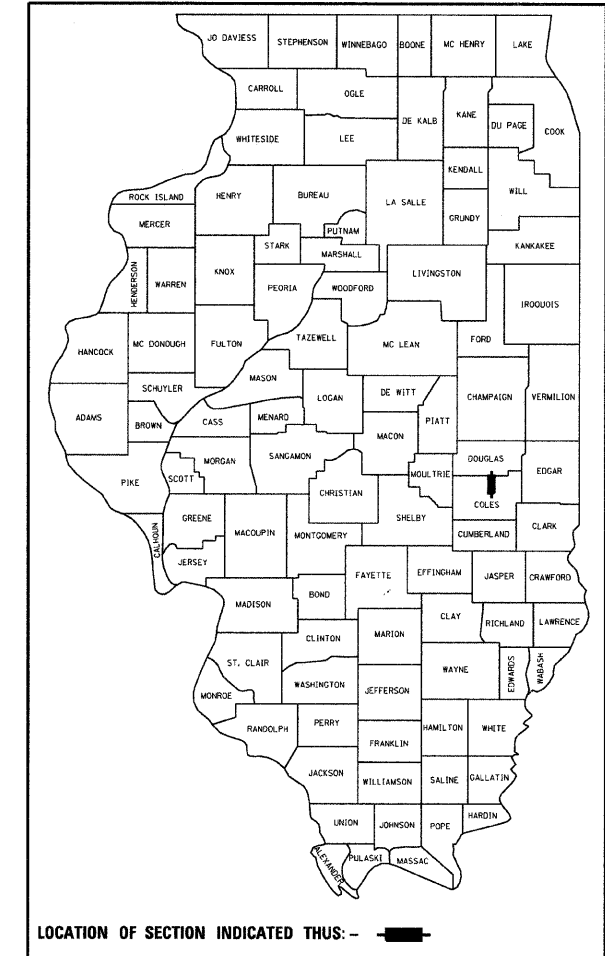 JO DAVIESS STEPHENSON WINNEBAGO BOONE MC HENRY LAKE
CARROLL OGLE DE KALB KANE DU PAGE COOK
WHITESIDE LEE
KENDALL
ROCK ISLAND HENRY BUREAU LA SALLE WILL
MERCER PUTNAM GRUNDY
STARK MARSHALL KANKAKEE
HENDERSON WARREN KNOX PEORIA WOODFORD LIVINGSTON IROQUOIS
HANCOCK MC DONOUGH FULTON TAZEWELL MC LEAN FORD
MASON
SCHUYLER LOGAN DE WITT CHAMPAIGN VERMILION
ADAMS BROWN CASS MENARD PIATT
MACON
MORGAN SANGAMON DOUGLAS
PIKE SCOTT MOULTRIE EDGAR
CHRISTIAN COLES
GREENE SHELBY
CALHOUN MACOUPIN MONTGOMERY CUMBERLAND CLARK
JERSEY
FAYETTE EFFINGHAM JASPER CRAWFORD
MADISON BOND
CLAY RICHLAND LAWRENCE
CLINTON MARION
ST. CLAIR WAYNE EDWARDS WABASH
WASHINGTON JEFFERSON
MONROE
RANDOLPH PERRY HAMILTON WHITE
FRANKLIN
JACKSON WILLIAMSON SALINE GALLATIN
UNION JOHNSON POPE HARDIN
ALEXANDER PULASKI MASSAC
LOCATION OF SECTION INDICATED THUS: -